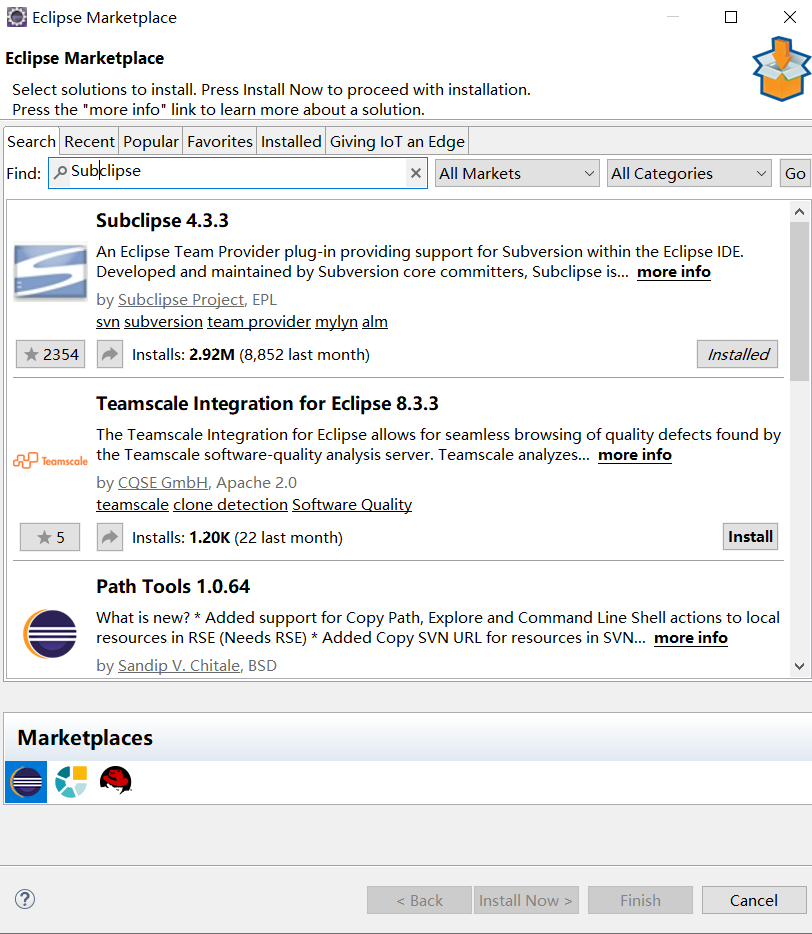 Eclipse Marketplace
Eclipse Marketplace
Select solutions to install. Press Install Now to proceed with installation.
Press the "more info" link to learn more about a solution.
Search Recent Popular Favorites Installed Giving IoT an Edge
Find: Subclipse All Markets All Categories Go
Subclipse 4.3.3
An Eclipse Team Provider plug-in providing support for Subversion within the Eclipse IDE.
Developed and maintained by Subversion core committers, Subclipse is... more info
by Subclipse Project, EPL
svn subversion team provider mylyn alm
2354 Installs: 2.92M (8,852 last month) Installed
Teamscale Integration for Eclipse 8.3.3
The Teamscale Integration for Eclipse allows for seamless browsing of quality defects found by
the Teamscale software-quality analysis server. Teamscale analyzes... more info
Teamscale
by CQSE GmbH, Apache 2.0
teamscale clone detection Software Quality
5 Installs: 1.20K (22 last month) Install
Path Tools 1.0.64
What is new? * Added support for Copy Path, Explore and Command Line Shell actions to local
resources in RSE (Needs RSE) * Added Copy SVN URL for resources in SVN... more info
by Sandip V. Chitale, BSD
Marketplaces
? < Back Install Now > Finish Cancel